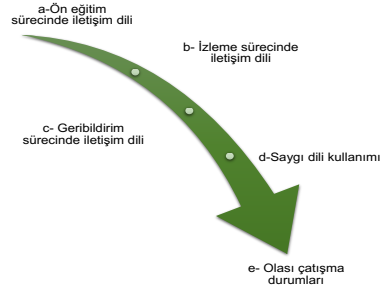 a-Ön eğitim
sürecinde iletişim dili
b- İzleme sürecinde
iletişim dili
c- Geribildirim
sürecinde iletişim dili
d-Saygı dili kullanımı
e- Olası çatışma
durumları